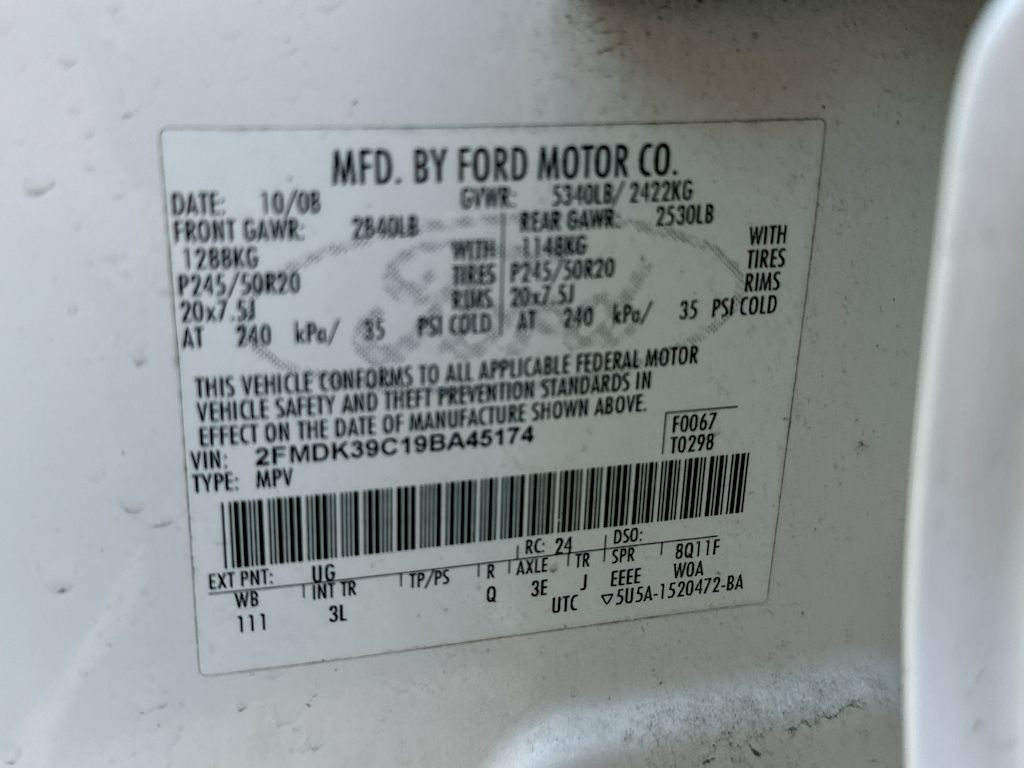 MFD. BY FORD MOTOR CO.
DATE: 10/08 GVWR: 5340LB/ 2422KG
FRONT GAWR: 2840LB REAR GAWR: 2530LB
1288KG WITH 1148KG WITH
P245/50R20 TIRES P245/50R20 TIRES
20x7.5J RIMS 20x7.5J RIMS
AT 240 kPa/ 35 PSI COLD AT 240 kPa/ 35 PSI COLD
THIS VEHICLE CONFORMS TO ALL APPLICABLE FEDERAL MOTOR
VEHICLE SAFETY AND THEFT PREVENTION STANDARDS IN
EFFECT ON THE DATE OF MANUFACTURE SHOWN ABOVE.
VIN: 2FMDK39C19BA45174 F0067
TYPE: MPV T0298
EXT PNT: UG RC: 24 DSO:
WB INT TR TP/PS R AXLE TR SPR 8Q11F
111 3L Q 3E J EEEE W0A
UTC ▽5U5A-1520472-BA